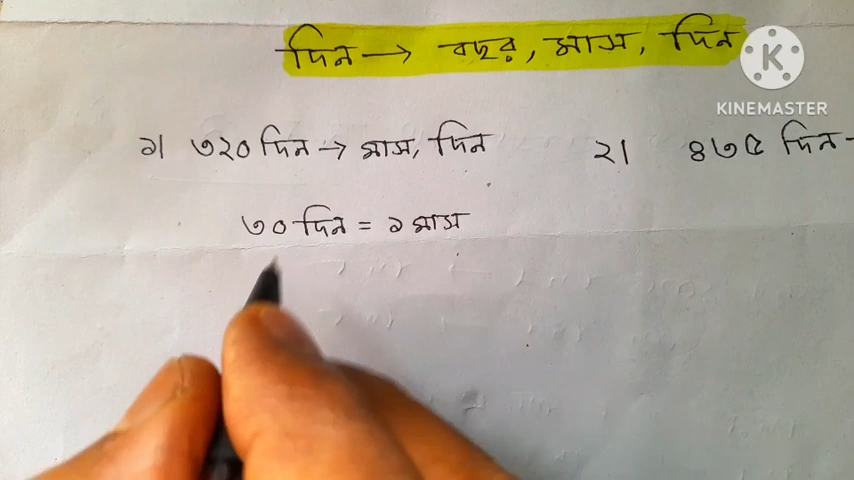 দিন → বছর, মাস, দিন
KINEMASTER
১। ৩২০ দিন → মাস, দিন
২। ৪৩৫ দিন -
৩০ দিন = ১ মাস